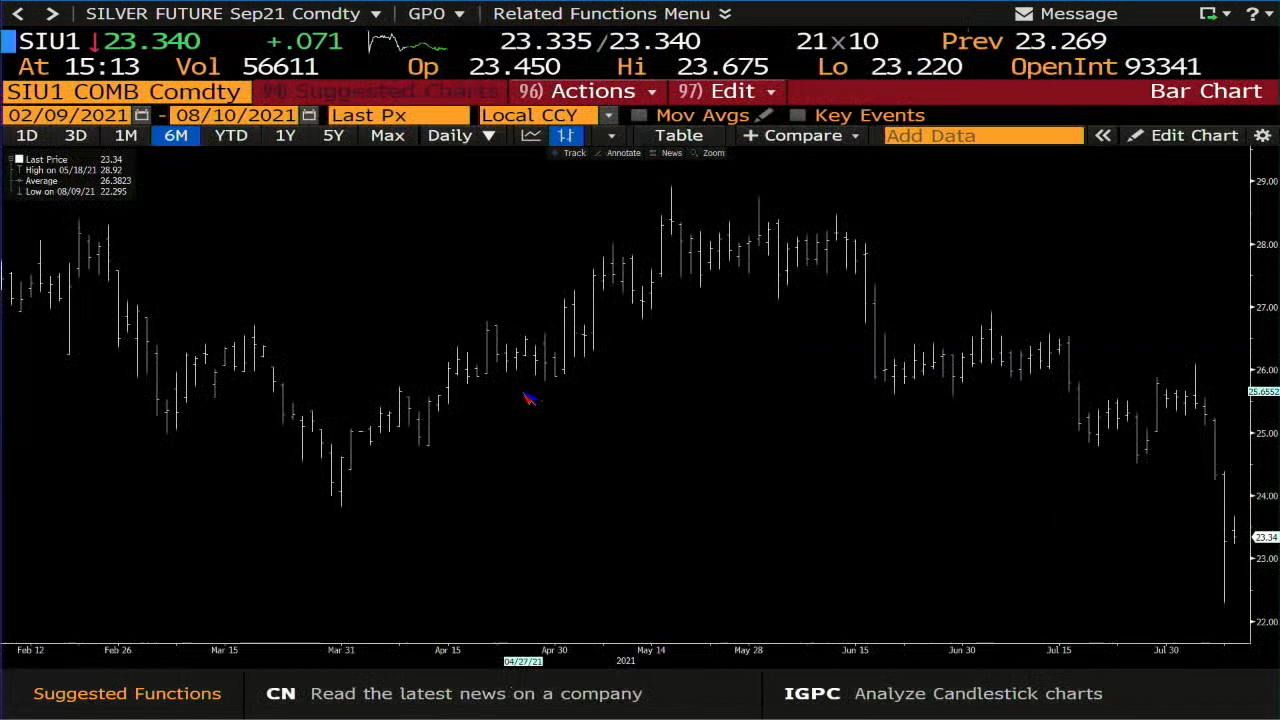 < > SILVER FUTURE Sep21 Comdty GPO Related Functions Menu Message ?
SIU1 ↓23.340 +.071 23.335/23.340 21x10 Prev 23.269
At 15:13 Vol 56611 Op 23.450 Hi 23.675 Lo 23.220 OpenInt 93341
SIU1 COMB Comdty 94) Suggested Charts 96) Actions 97) Edit Bar Chart
02/09/2021 - 08/10/2021 Last Px Local CCY Mov Avgs Key Events
1D 3D 1M 6M YTD 1Y 5Y Max Daily ▼ Table + Compare Add Data « Edit Chart
Track Annotate News Zoom
Last Price 23.34
High on 05/18/21 28.92
Average 26.3823
Low on 08/09/21 22.295
29.00
28.00
27.00
26.00
25.6552
25.00
24.00
23.34
23.00
22.00
Feb 12 Feb 26 Mar 15 Mar 31 Apr 15 Apr 30 May 14 May 28 Jun 15 Jun 30 Jul 15 Jul 30
04/27/21 2021
Suggested Functions CN Read the latest news on a company IGPC Analyze Candlestick charts